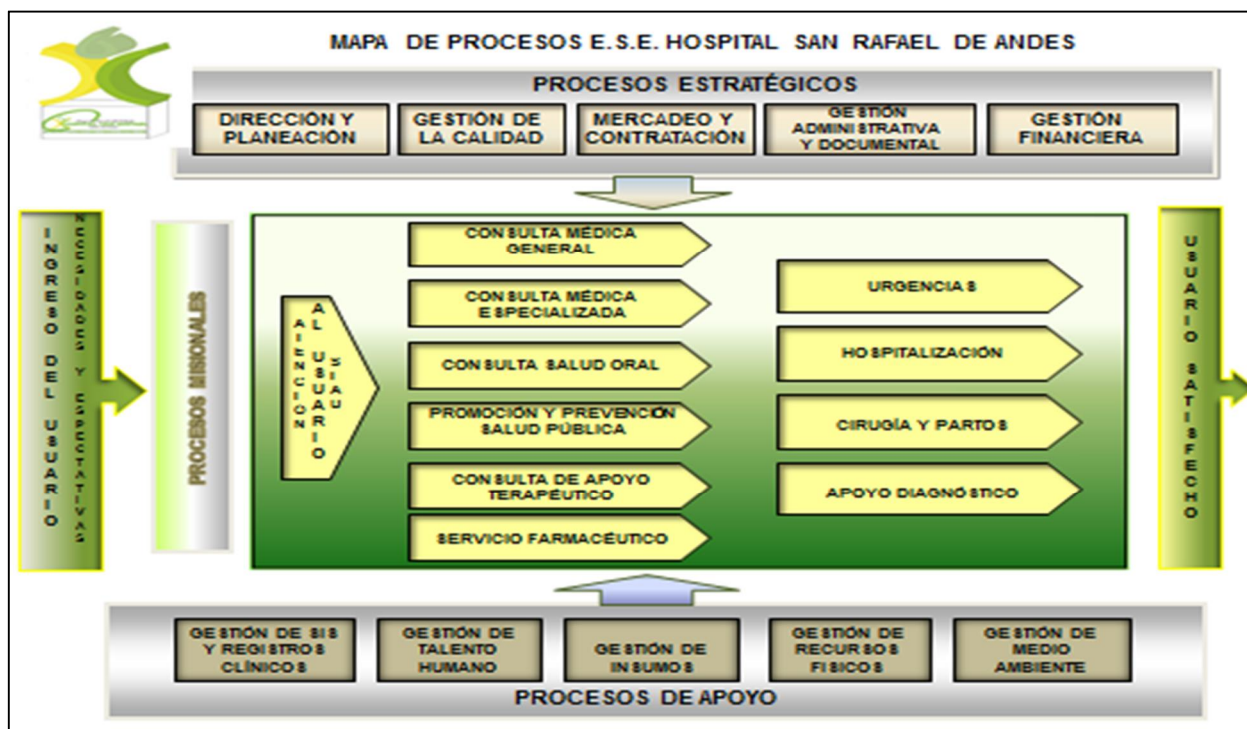 MAPA DE PROCESOS E.S.E. HOSPITAL SAN RAFAEL DE ANDES
PROCESOS ESTRATÉGICOS
DIRECCIÓN Y
PLANEACIÓN
GESTIÓN DE
LA CALIDAD
MERCADEO Y
CONTRATACIÓN
GESTIÓN
ADMINISTRATIVA
Y DOCUMENTAL
GESTIÓN
FINANCIERA
INGRESO DEL USUARIO
NECESIDADES Y ESPECTATIVAS
PROCESOS MISIONALES
ATENCION
AL USUARIO
SIAU
CONSULTA MÉDICA
GENERAL
CONSULTA MÉDICA
ESPECIALIZADA
CONSULTA SALUD ORAL
PROMOCIÓN Y PREVENCIÓN
SALUD PÚBLICA
CONSULTA DE APOYO
TERAPÉUTICO
SERVICIO FARMACÉUTICO
URGENCIAS
HOSPITALIZACIÓN
CIRUGÍA Y PARTOS
APOYO DIAGNÓSTICO
USUARIO SATISFECHO
GESTIÓN DE SIS
Y REGISTROS
CLÍNICOS
GESTIÓN DE
TALENTO
HUMANO
GESTIÓN DE
INSUMOS
GESTIÓN DE
RECURSOS
FISICOS
GESTIÓN DE
MEDIO
AMBIENTE
PROCESOS DE APOYO